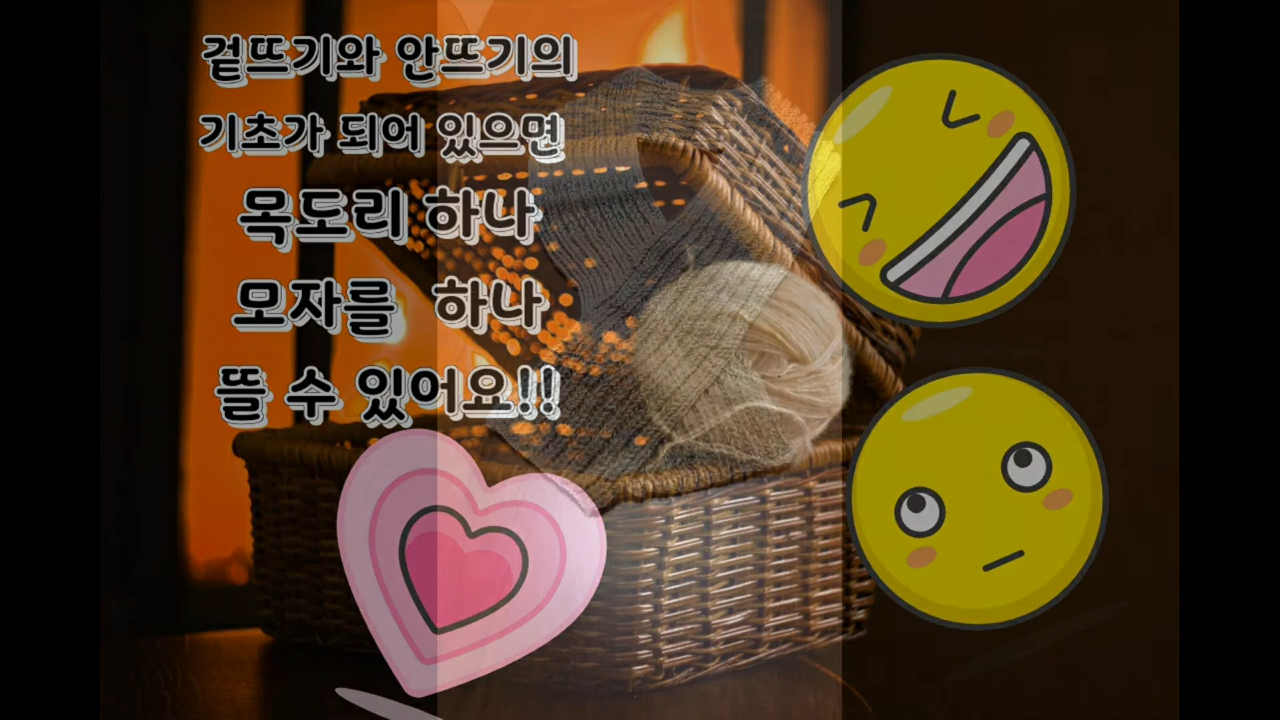 겉뜨기와 안뜨기의
기초가 되어 있으면
목도리 하나
모자를 하나
뜰 수 있어요!!